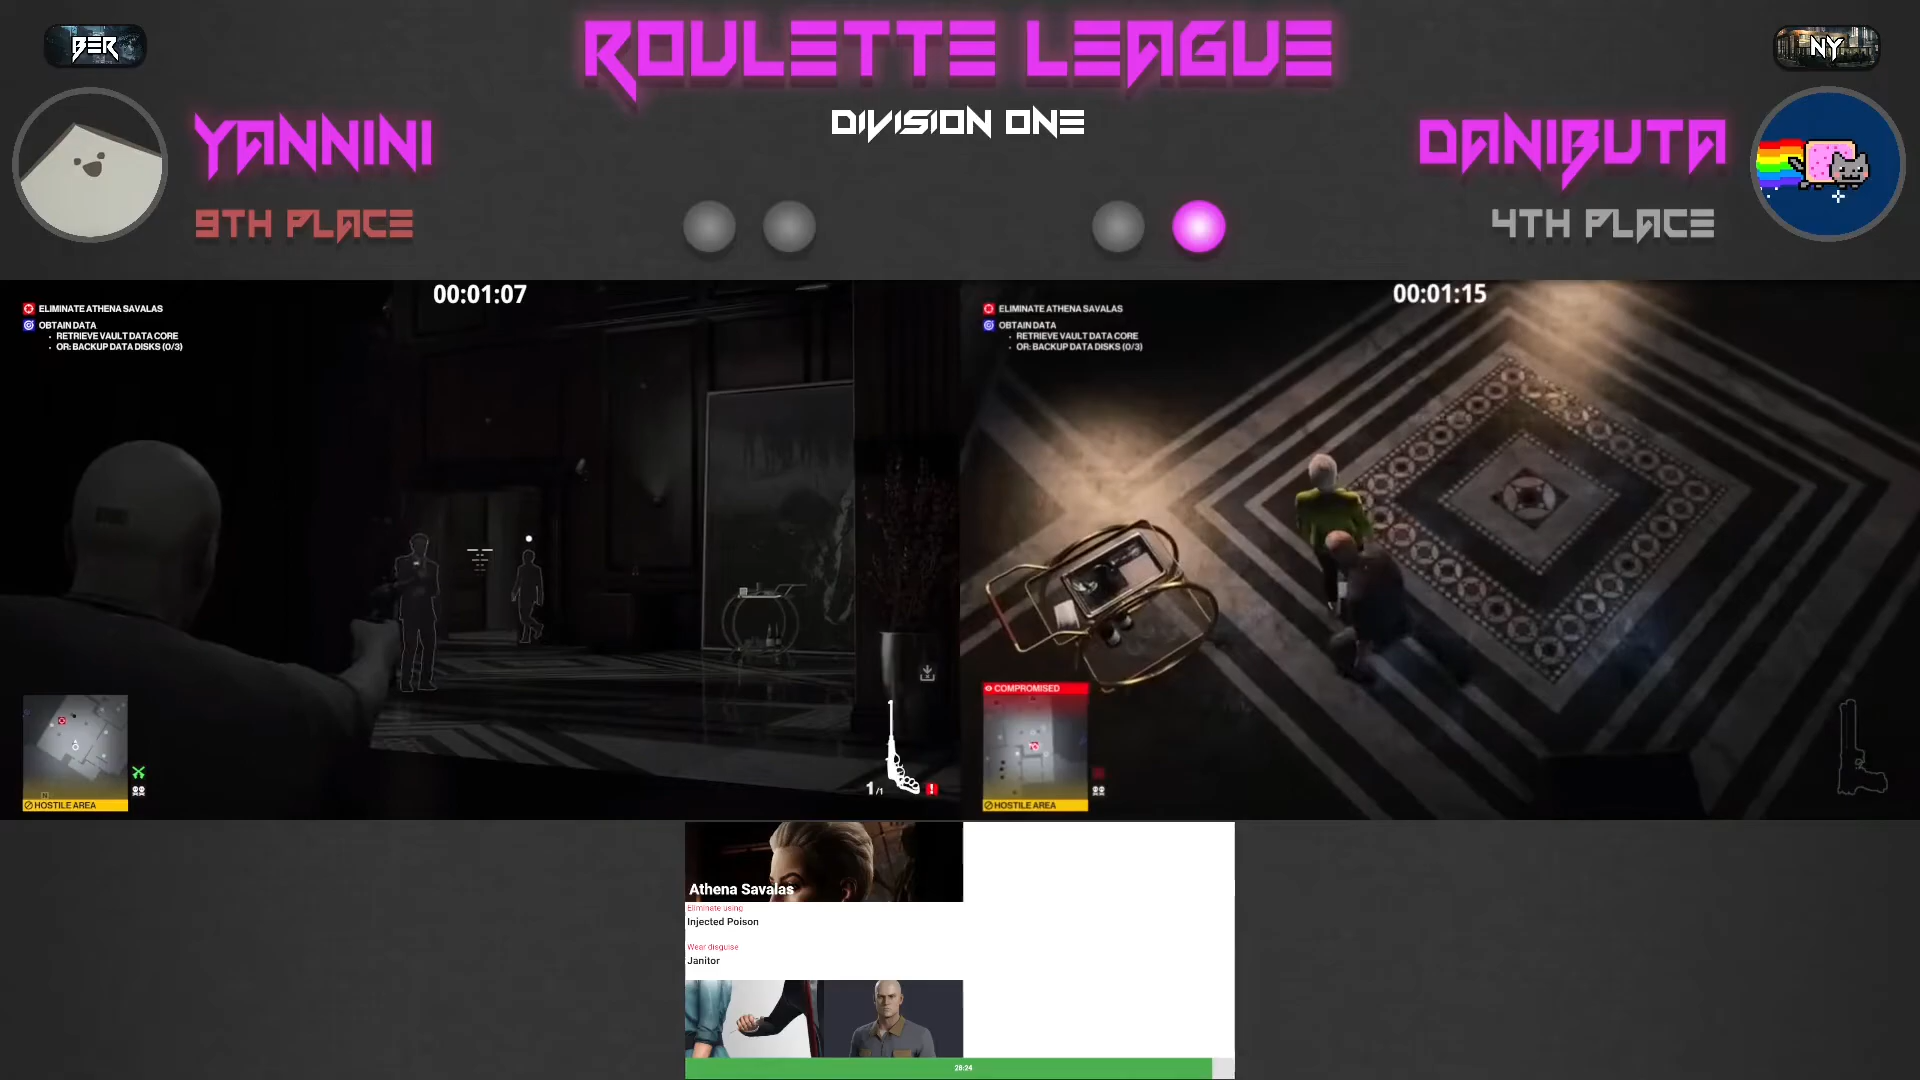 BER
ROULETTE LEAGUE
NY
DIVISION ONE
YANNINI
9TH PLACE
DANIBUTA
4TH PLACE
00:01:07
ELIMINATE ATHENA SAVALAS
OBTAIN DATA
RETRIEVE VAULT DATA CORE
OR: BACKUP DATA DISKS (0/3)
HOSTILE AREA
1/1
00:01:15
ELIMINATE ATHENA SAVALAS
OBTAIN DATA
RETRIEVE VAULT DATA CORE
OR: BACKUP DATA DISKS (0/3)
COMPROMISED
HOSTILE AREA
Athena Savalas
Eliminate using
Injected Poison
Wear disguise
Janitor
28:24